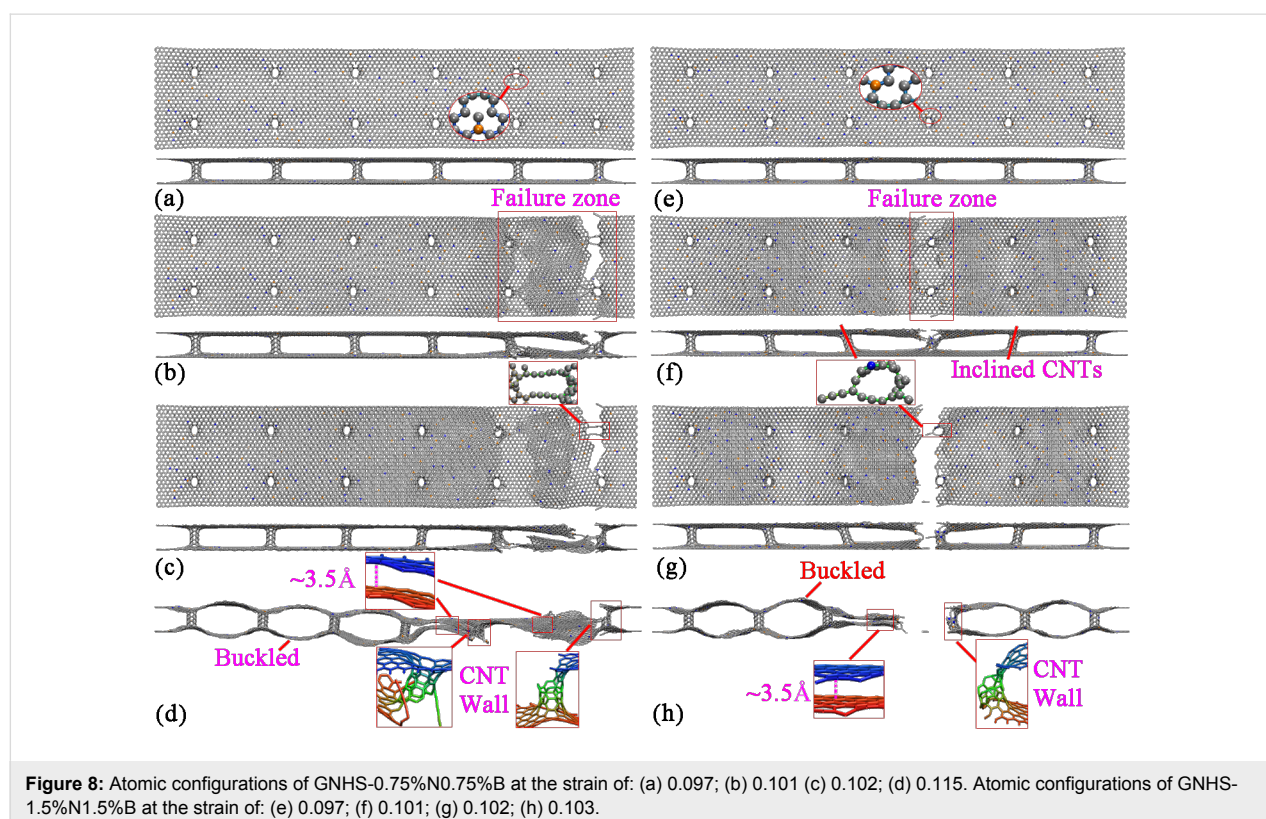 (a)
(e)
Failure zone
Failure zone
(b)
(f)
Inclined CNTs
(c)
(g)
~3.5Å
Buckled
Buckled
CNT
Wall
~3.5Å
CNT
Wall
(d)
(h)
Figure 8: Atomic configurations of GNHS-0.75%N0.75%B at the strain of: (a) 0.097; (b) 0.101 (c) 0.102; (d) 0.115. Atomic configurations of GNHS-
1.5%N1.5%B at the strain of: (e) 0.097; (f) 0.101; (g) 0.102; (h) 0.103.